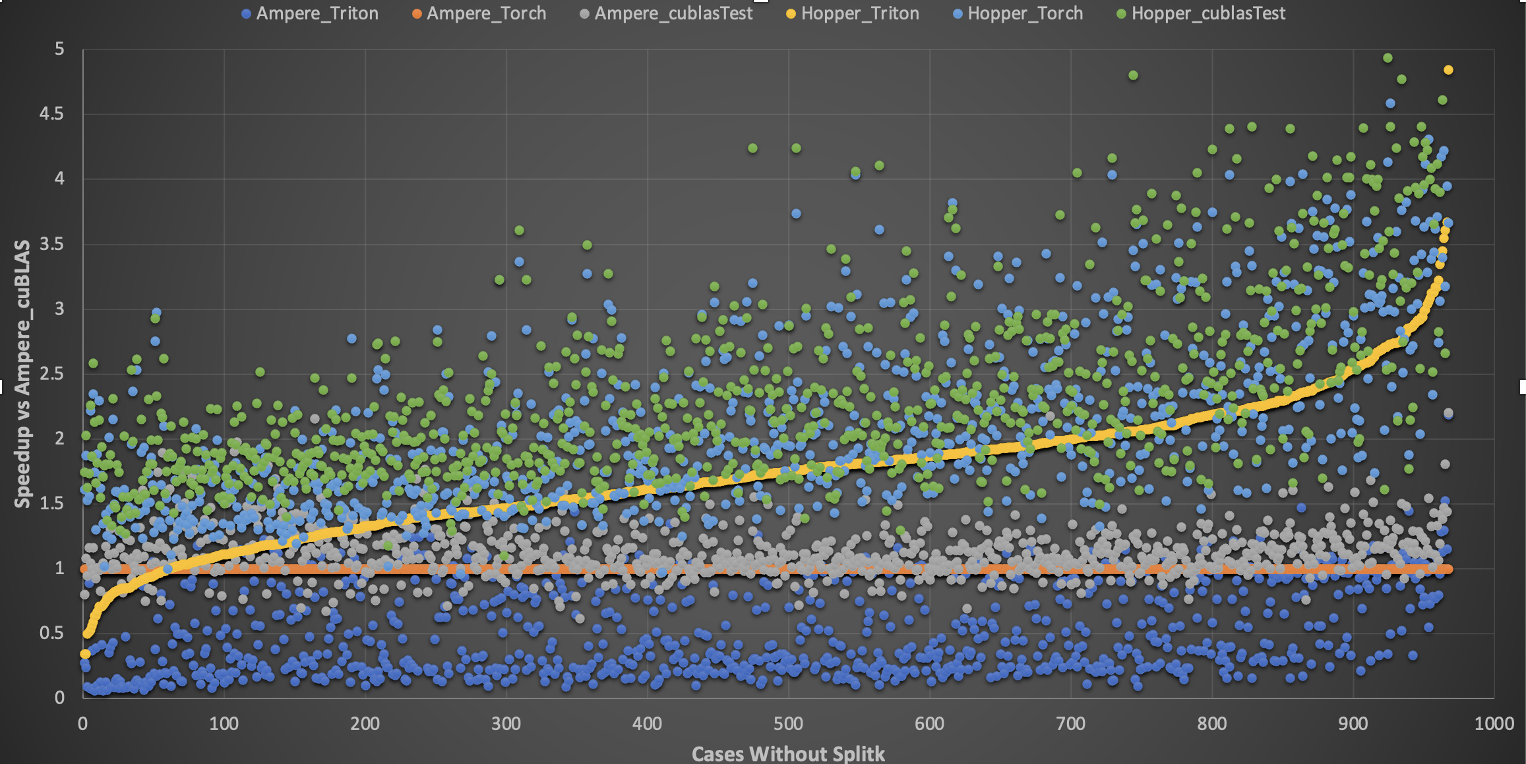 Ampere_Triton Ampere_Torch Ampere_cublasTest Hopper_Triton Hopper_Torch Hopper_cublasTest
Speedup vs Ampere_cuBLAS
5
4.5
4
3.5
3
2.5
2
1.5
1
0.5
0
0 100 200 300 400 500 600 700 800 900 1000
Cases Without Splitk